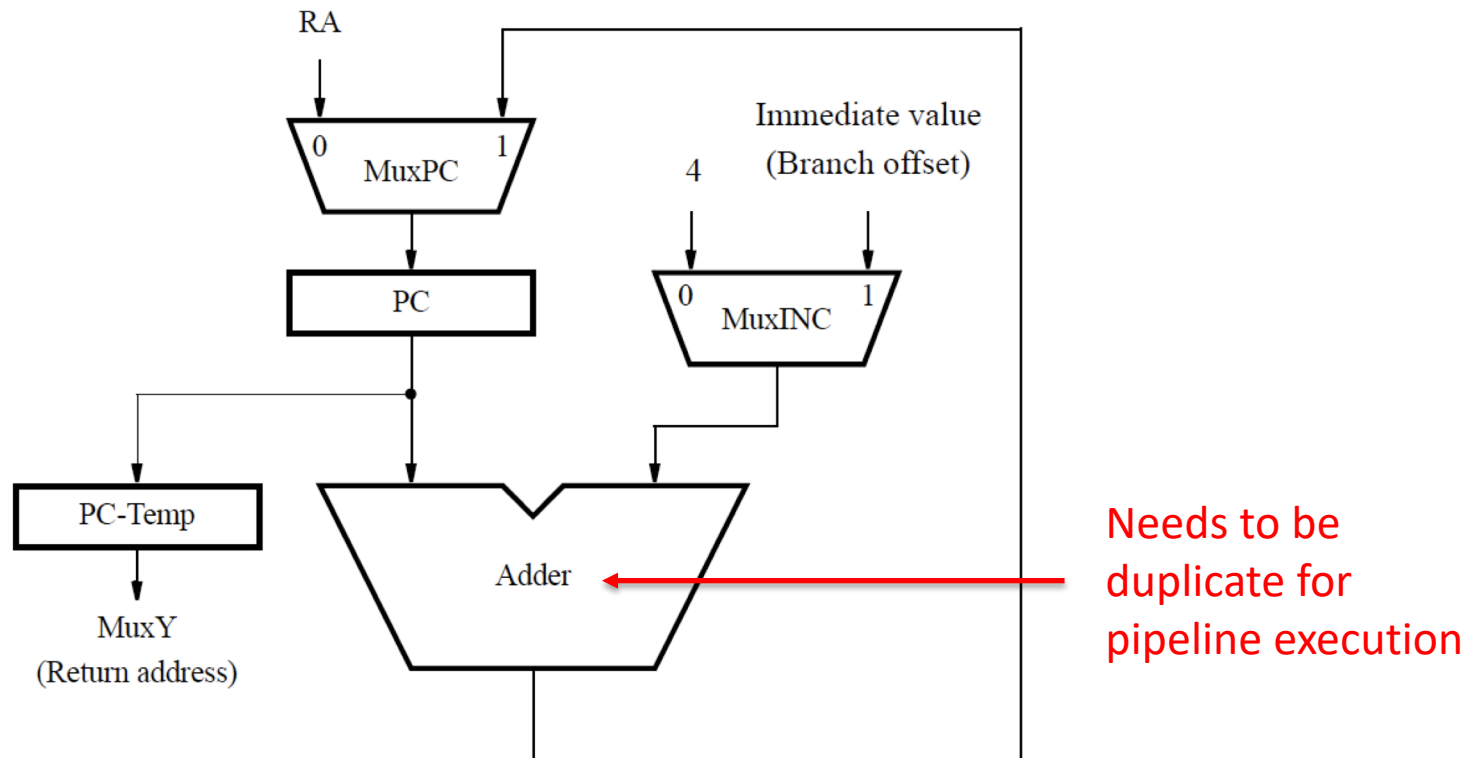 RA
0 1
MuxPC
Immediate value
(Branch offset)
4
PC
0 1
MuxINC
PC-Temp
Adder
MuxY
(Return address)
Needs to be
duplicate for
pipeline execution